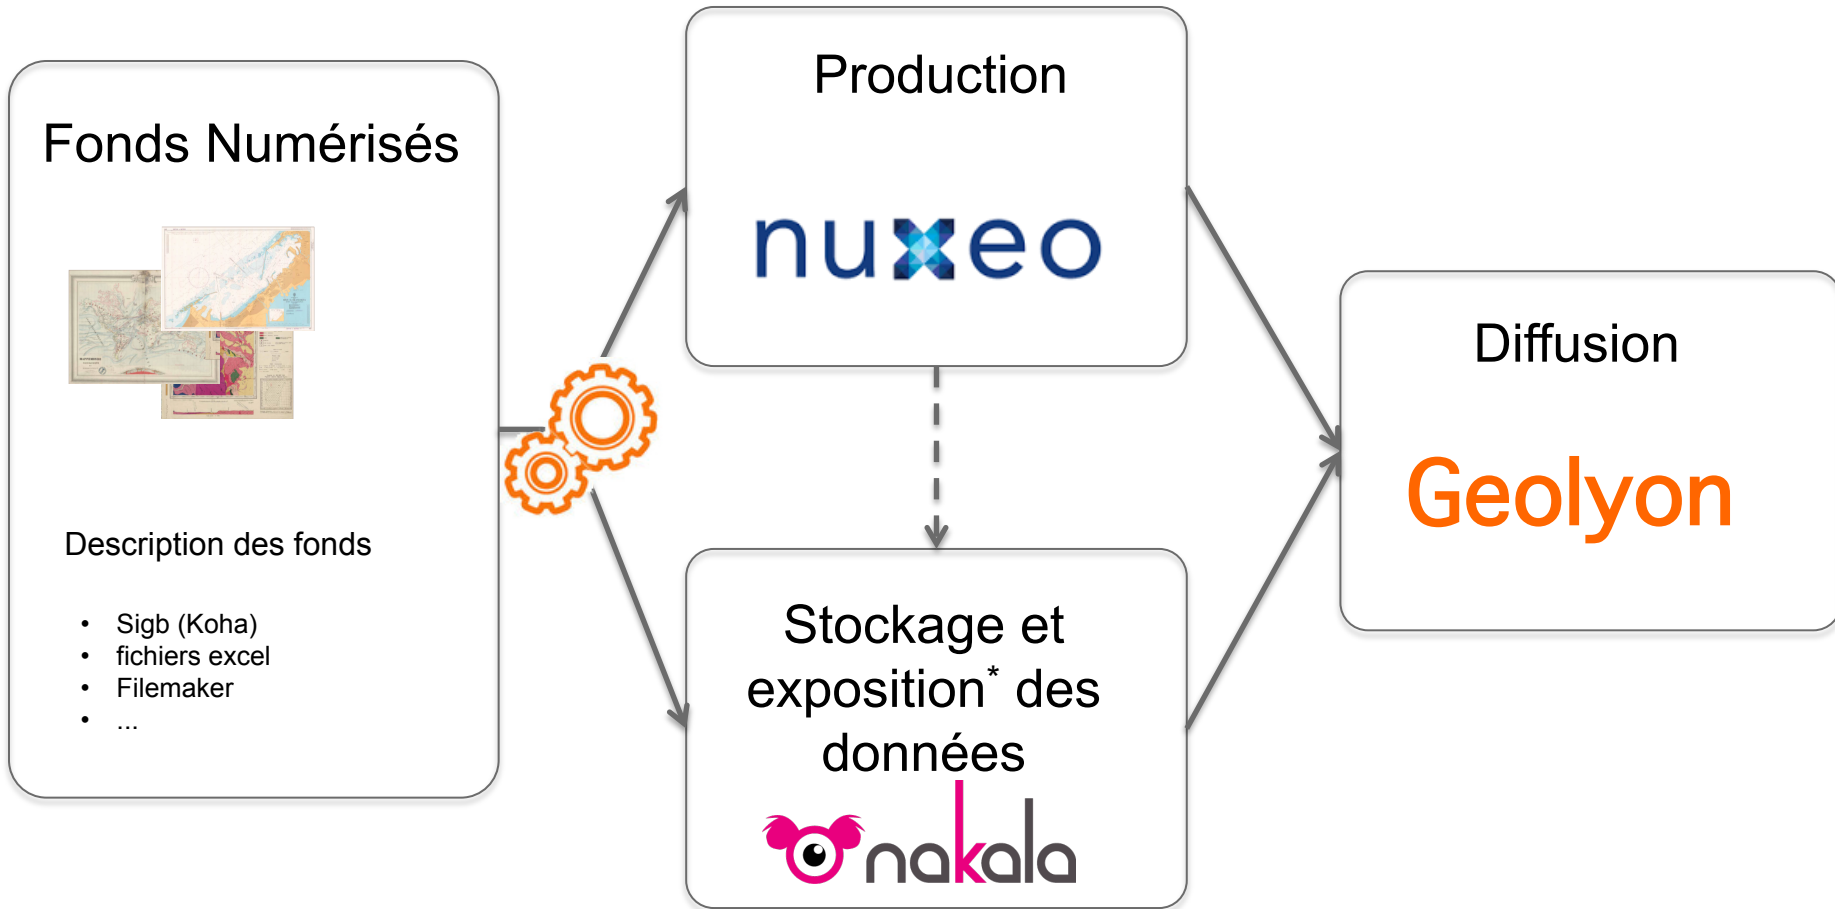 Fonds Numérisés
Description des fonds
• Sigb (Koha)
• fichiers excel
• Filemaker
• ...
Production
nuxeo
Stockage et
exposition* des
données
nakala
Diffusion
Geolyon